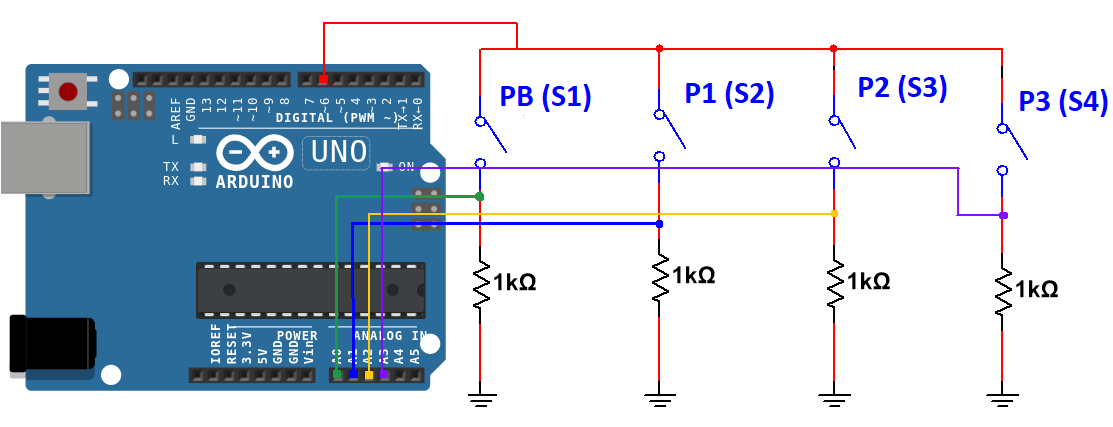 PB (S1)
P1 (S2)
P2 (S3)
P3 (S4)
AREF
GND
13
12
~11
~10
~9
8
7
~6
~5
4
~3
2
TX→1
RX←0
DIGITAL (PWM ~)
L
TX
RX
ON
UNO
ARDUINO
1kΩ
1kΩ
1kΩ
1kΩ
IOREF
RESET
3.3V
5V
GND
GND
Vin
POWER
ANALOG IN
A0
A1
A2
A3
A4
A5